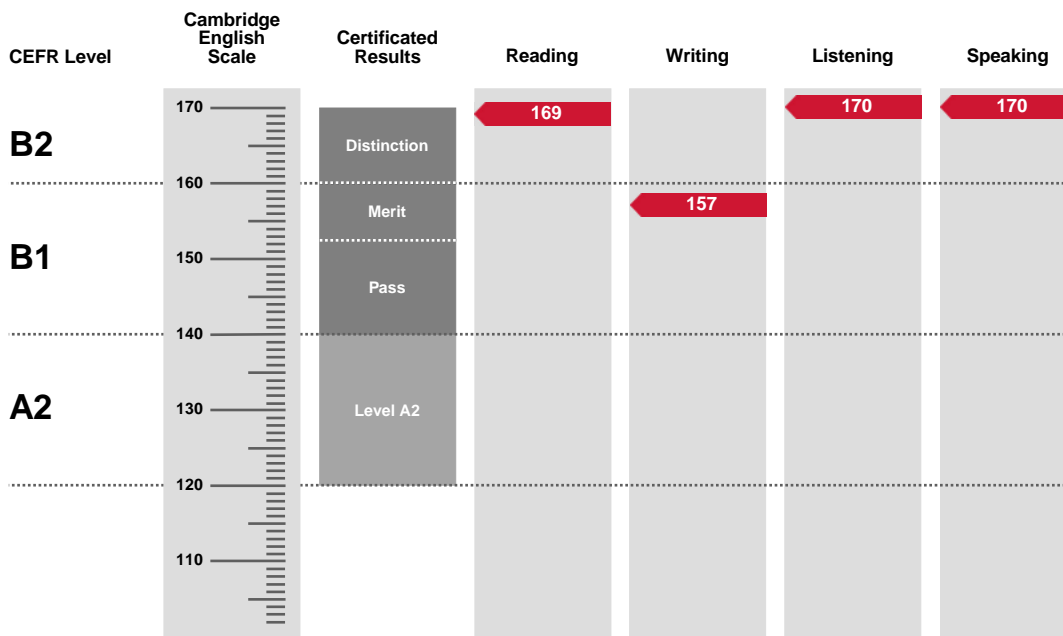 CEFR Level
Cambridge
English
Scale
Certificated
Results
Reading
Writing
Listening
Speaking
170
169
170
170
B2
Distinction
160
Merit
157
B1
150
Pass
140
A2
130
Level A2
120
110